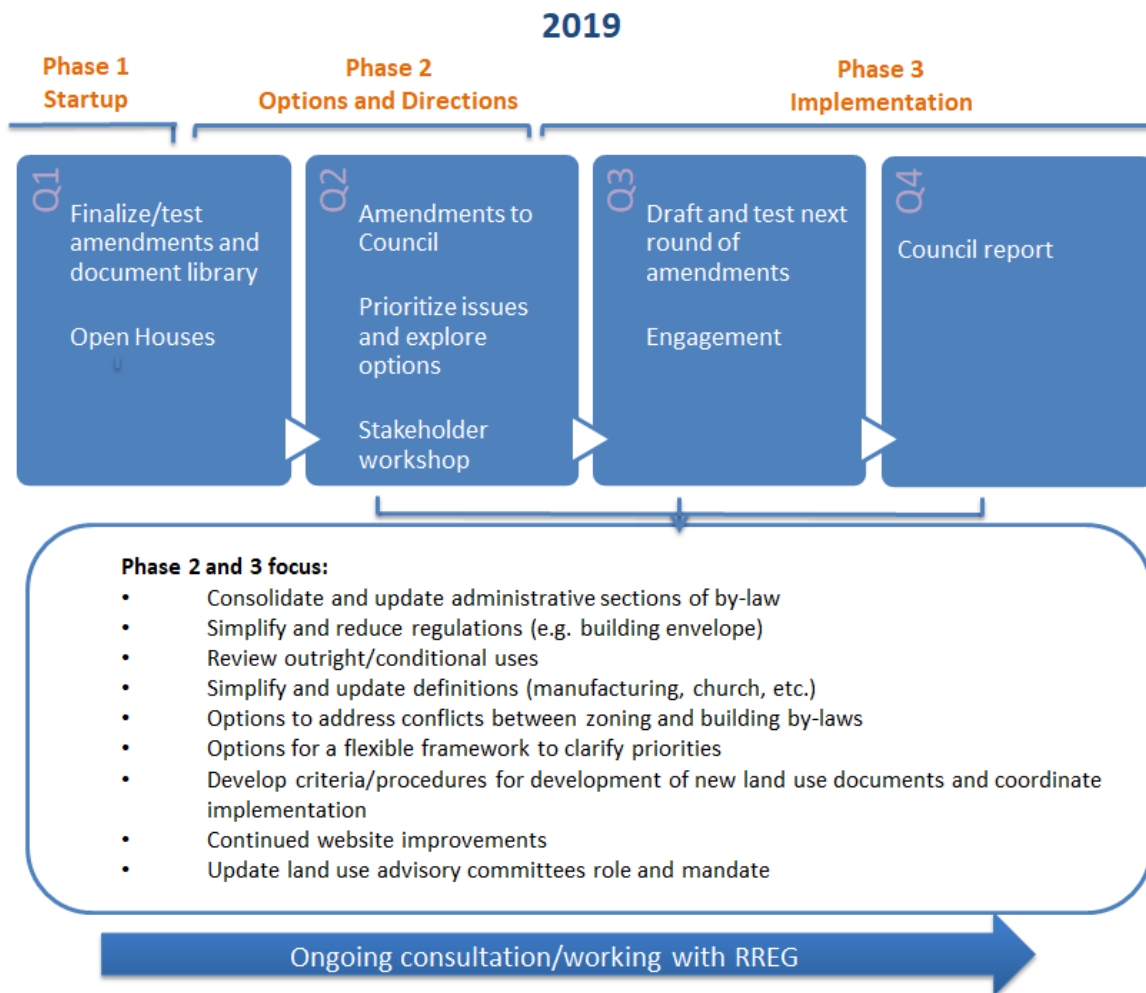 2019
Phase 1
Startup
Phase 2
Options and Directions
Phase 3
Implementation
Q1
Finalize/test
amendments and
document library
Open Houses
Q2
Amendments to
Council
Prioritize issues
and explore
options
Stakeholder
workshop
Q3
Draft and test next
round of
amendments
Engagement
Q4
Council report
Phase 2 and 3 focus:
• Consolidate and update administrative sections of by-law
• Simplify and reduce regulations (e.g. building envelope)
• Review outright/conditional uses
• Simplify and update definitions (manufacturing, church, etc.)
• Options to address conflicts between zoning and building by-laws
• Options for a flexible framework to clarify priorities
• Develop criteria/procedures for development of new land use documents and coordinate
implementation
• Continued website improvements
• Update land use advisory committees role and mandate
Ongoing consultation/working with RREG